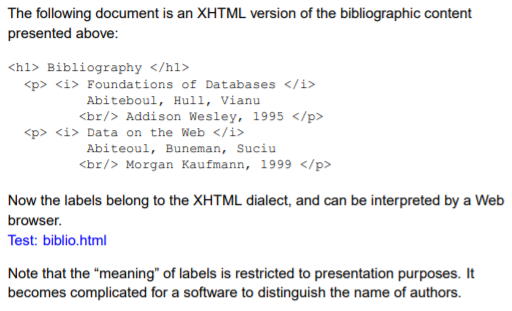 The following document is an XHTML version of the bibliographic content
presented above:
<h1> Bibliography </h1>
<p> <i> Foundations of Databases </i>
Abiteboul, Hull, Vianu
<br/> Addison Wesley, 1995 </p>
<p> <i> Data on the Web </i>
Abiteoul, Buneman, Suciu
<br/> Morgan Kaufmann, 1999 </p>
Now the labels belong to the XHTML dialect, and can be interpreted by a Web
browser.
Test: biblio.html
Note that the “meaning” of labels is restricted to presentation purposes. It
becomes complicated for a software to distinguish the name of authors.